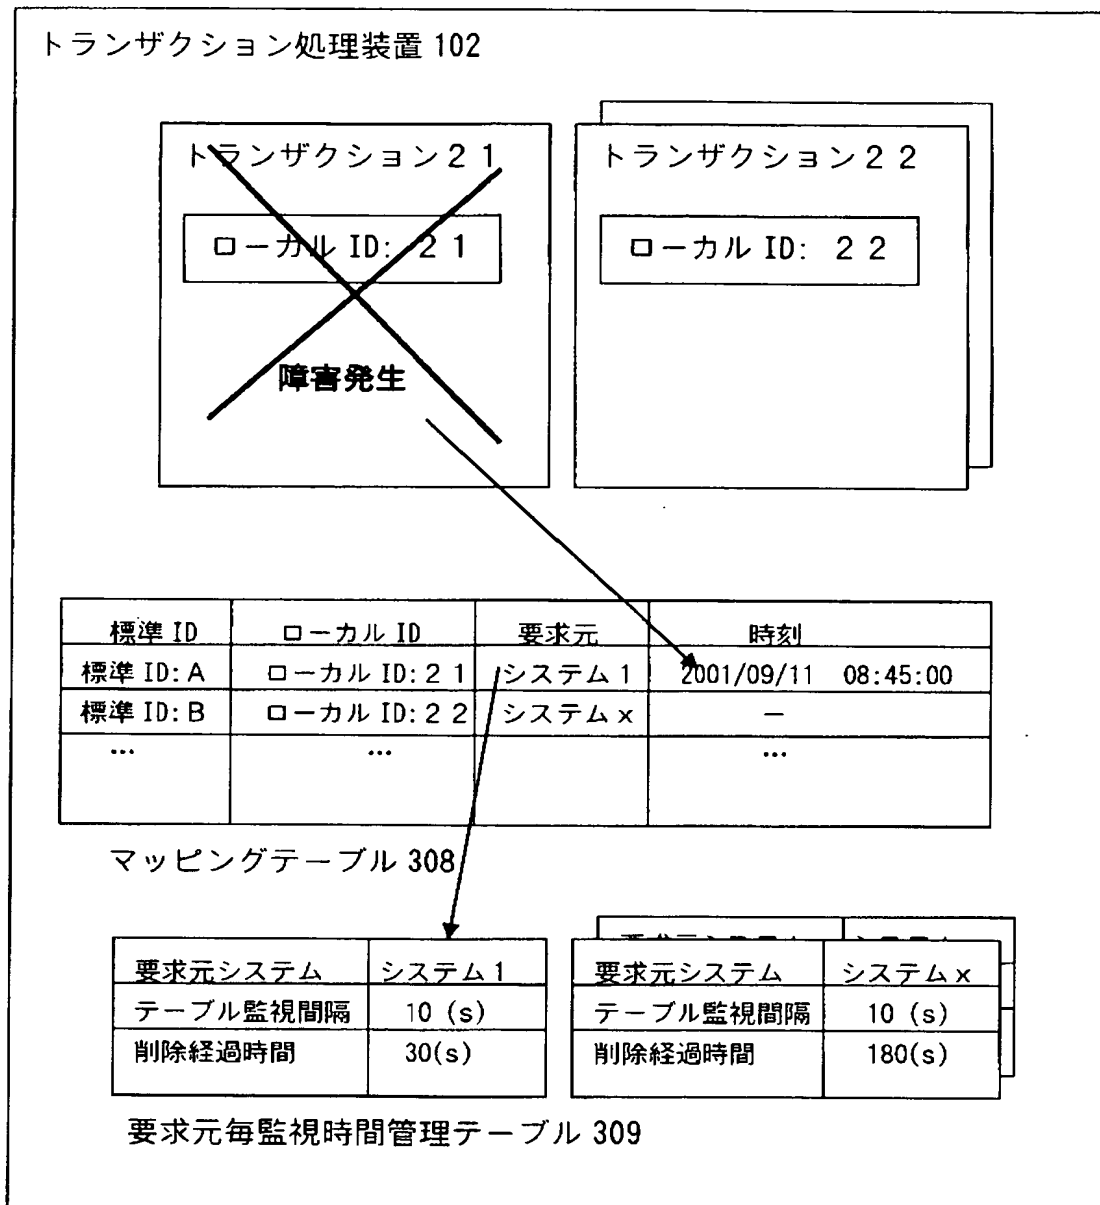 トランザクション処理装置 102
トランザクション21
ローカル ID: 21
障害発生
トランザクション22
ローカル ID: 22
標準 ID ローカル ID 要求元 時刻
標準 ID: A ローカル ID: 21 システム 1 2001/09/11 08:45:00
標準 ID: B ローカル ID: 22 システム x －
… … …
マッピングテーブル 308
要求元システム システム 1
テーブル監視間隔 10 (s)
削除経過時間 30(s)
要求元システム システム x
テーブル監視間隔 10 (s)
削除経過時間 180(s)
要求元毎監視時間管理テーブル 309